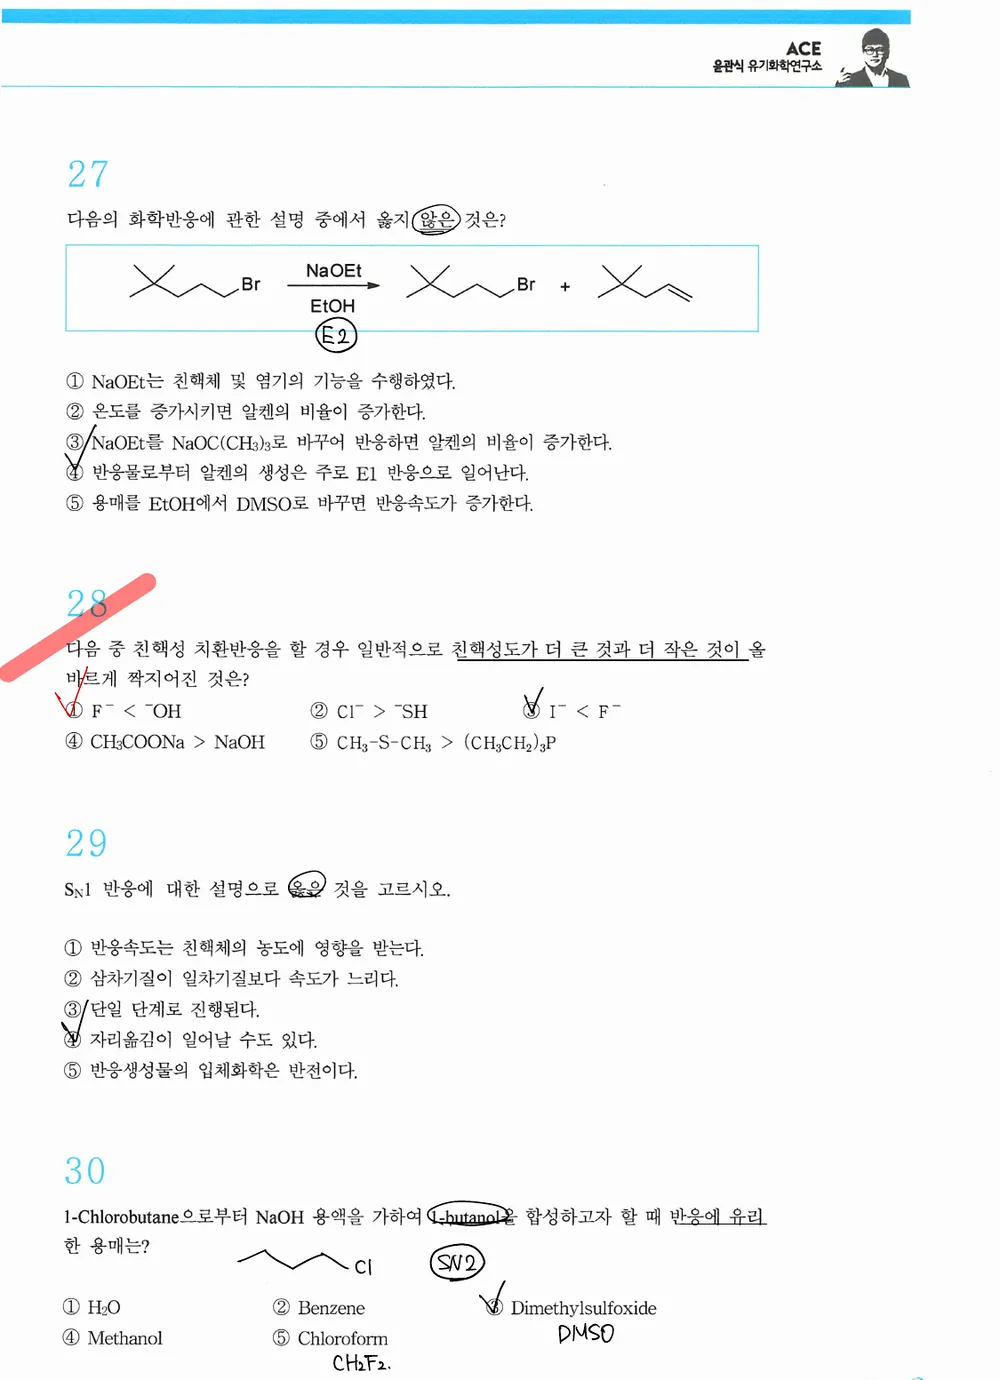 ACE
윤관식 유기화학연구소
27
다음의 화학반응에 관한 설명 중에서 옳지 않은 것은?
Br NaOEt Br +
EtOH
E2
① NaOEt는 친핵체 및 염기의 기능을 수행하였다.
② 온도를 증가시키면 알켄의 비율이 증가한다.
③ NaOEt를 NaOC(CH₃)₃로 바꾸어 반응하면 알켄의 비율이 증가한다.
④ 반응물로부터 알켄의 생성은 주로 E1 반응으로 일어난다.
⑤ 용매를 EtOH에서 DMSO로 바꾸면 반응속도가 증가한다.
28
다음 중 친핵성 치환반응을 할 경우 일반적으로 친핵성도가 더 큰 것과 더 작은 것이 올
바르게 짝지어진 것은?
① F⁻ < ⁻OH ② Cl⁻ > ⁻SH ③ I⁻ < F⁻
④ CH₃COONa > NaOH ⑤ CH₃-S-CH₃ > (CH₃CH₂)₃P
29
SN1 반응에 대한 설명으로 옳은 것을 고르시오.
① 반응속도는 친핵체의 농도에 영향을 받는다.
② 삼차기질이 일차기질보다 속도가 느리다.
③ 단일 단계로 진행된다.
④ 자리옮김이 일어날 수도 있다.
⑤ 반응생성물의 입체화학은 반전이다.
30
1-Chlorobutane으로부터 NaOH 용액을 가하여 1-butanol을 합성하고자 할 때 반응에 유리
한 용매는?
Cl SN2
① H₂O ② Benzene ③ Dimethylsulfoxide
DMSO
④ Methanol ⑤ Chloroform
CH₂F₂.